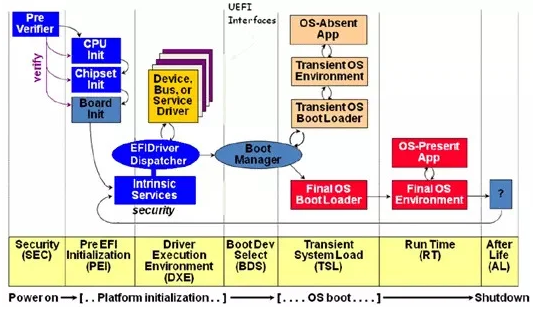 UEFI
Interfaces
Pre
Verifier
verify
CPU
Init
Chipset
Init
Board
Init
Device,
Bus, or
Service
Driver
EFIDriver
Dispatcher
Intrinsic
Services
security
Boot
Manager
OS-Absent
App
Transient OS
Environment
Transient OS
Boot Loader
Final OS
Boot Loader
OS-Present
App
Final OS
Environment
?
Security
(SEC)
Pre EFI
Initialization
(PEI)
Driver
Execution
Environment
(DXE)
Boot Dev
Select
(BDS)
Transient
System Load
(TSL)
Run Time
(RT)
After
Life
(AL)
Power on
[ . . Platform initialization . . ]
[ . . . . OS boot . . . . ]
Shutdown